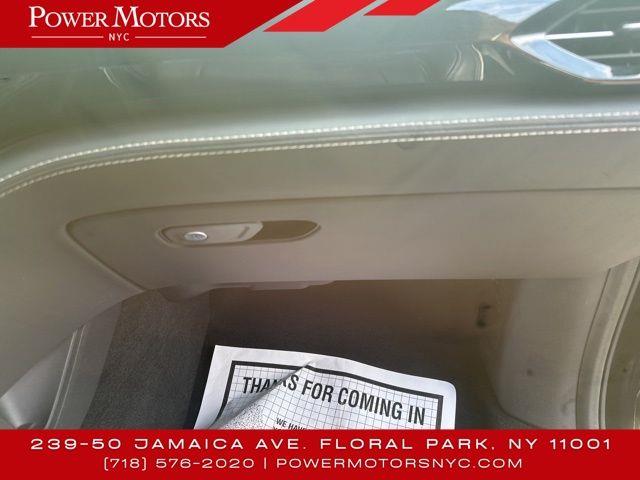 POWER MOTORS
NYC
THANKS FOR COMING IN
WE HAVE
239-50 JAMAICA AVE. FLORAL PARK, NY 11001
(718) 576-2020 | POWERMOTORSNYC.COM